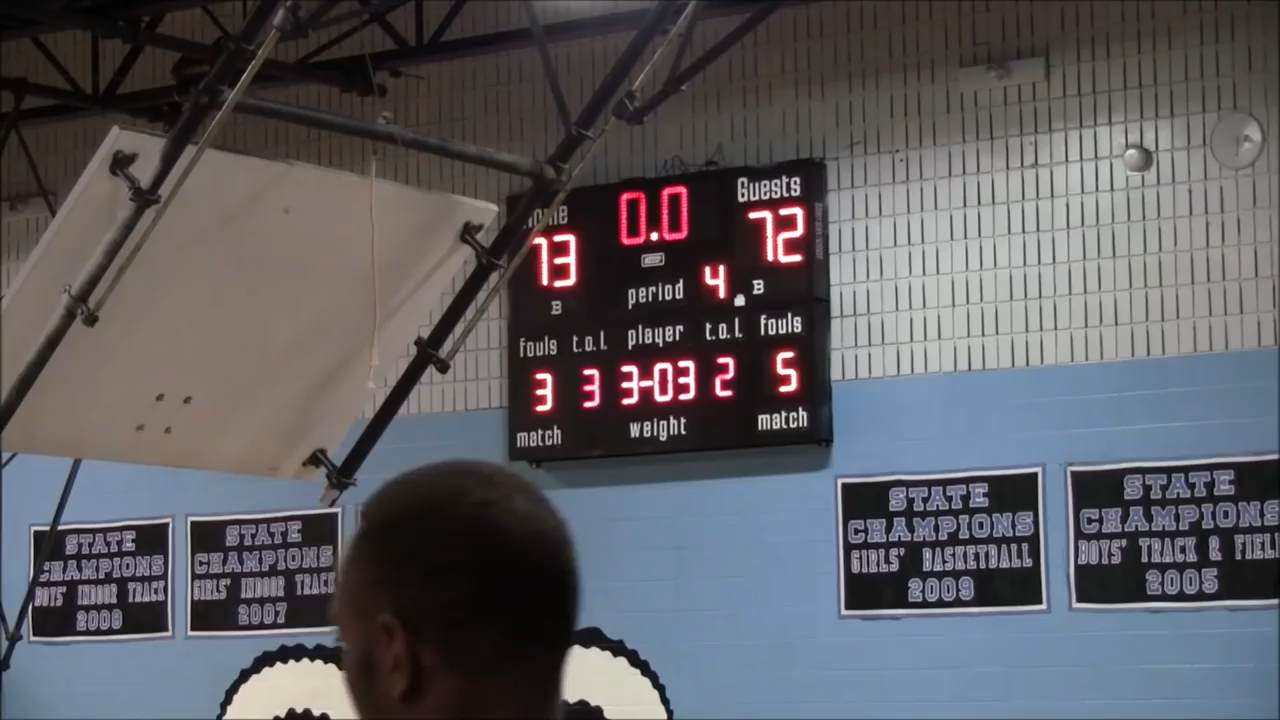 Guests
0.0
73
72
period 4
B
B
fouls t.o.l. player t.o.l. fouls
3 3 3-03 2 5
match weight match
STATE
CHAMPIONS
BOYS' INDOOR TRACK
2008
STATE
CHAMPIONS
GIRLS' INDOOR TRACK
2007
STATE
CHAMPIONS
GIRLS' BASKETBALL
2009
STATE
CHAMPIONS
BOYS' TRACK & FIEL
2005